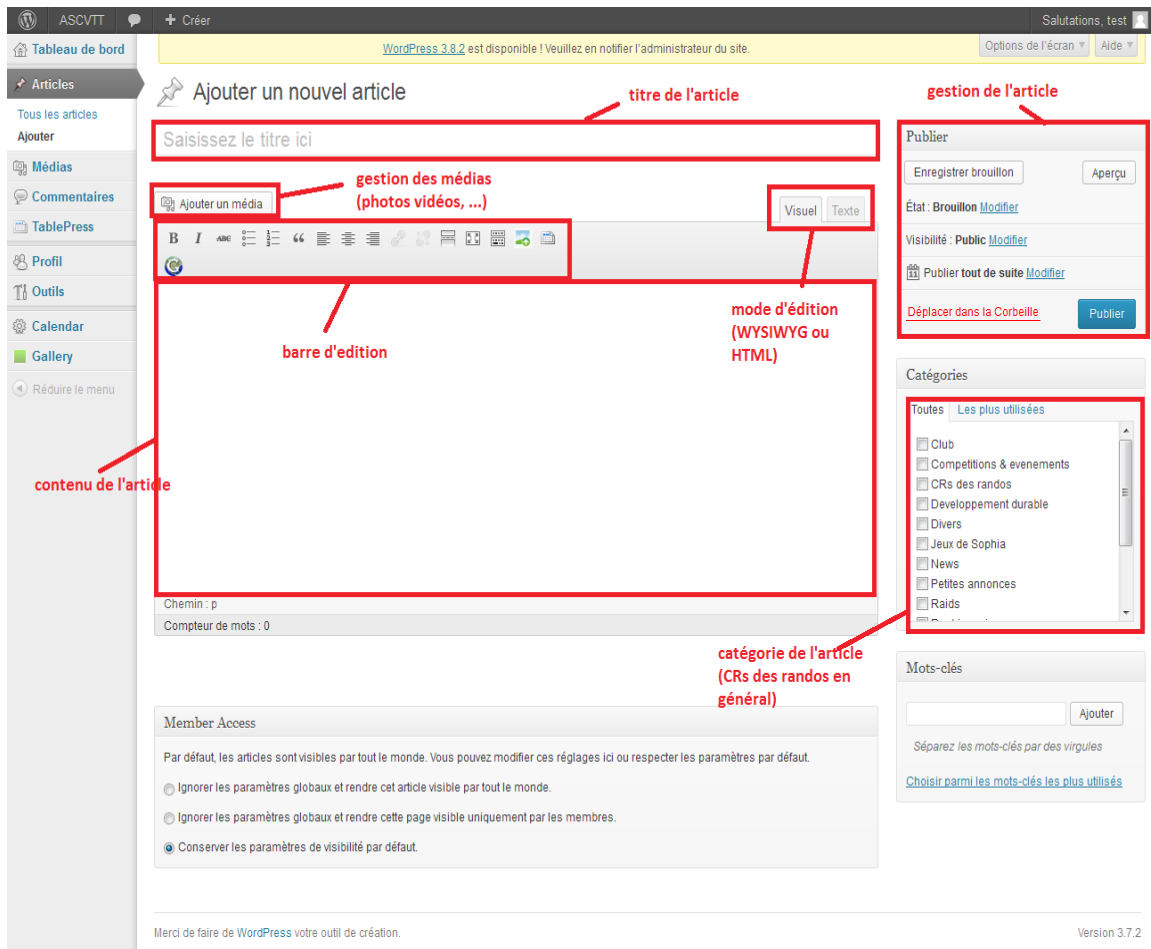 ASCVTT + Créer Salutations, test
Tableau de bord
WordPress 3.8.2 est disponible ! Veuillez en notifier l'administrateur du site.
Options de l'écran Aide
Articles
Tous les articles
Ajouter
Médias
Commentaires
TablePress
Profil
Outils
Calendar
Gallery
Réduire le menu
Ajouter un nouvel article
titre de l'article
gestion de l'article
Saisissez le titre ici
gestion des médias
(photos vidéos, ...)
Ajouter un média
Visuel Texte
B I ABC
barre d'edition
mode d'édition
(WYSIWYG ou
HTML)
contenu de l'article
Chemin : p
Compteur de mots : 0
Publier
Enregistrer brouillon Aperçu
État : Brouillon Modifier
Visibilité : Public Modifier
11 Publier tout de suite Modifier
Déplacer dans la Corbeille Publier
Catégories
Toutes Les plus utilisées
Club
Competitions & evenements
CRs des randos
Developpement durable
Divers
Jeux de Sophia
News
Petites annonces
Raids
catégorie de l'article
(CRs des randos en
général)
Mots-clés
Ajouter
Séparez les mots-clés par des virgules
Choisir parmi les mots-clés les plus utilisés
Member Access
Par défaut, les articles sont visibles par tout le monde. Vous pouvez modifier ces réglages ici ou respecter les paramètres par défaut.
Ignorer les paramètres globaux et rendre cet article visible par tout le monde.
Ignorer les paramètres globaux et rendre cette page visible uniquement par les membres.
Conserver les paramètres de visibilité par défaut.
Merci de faire de WordPress votre outil de création.
Version 3.7.2